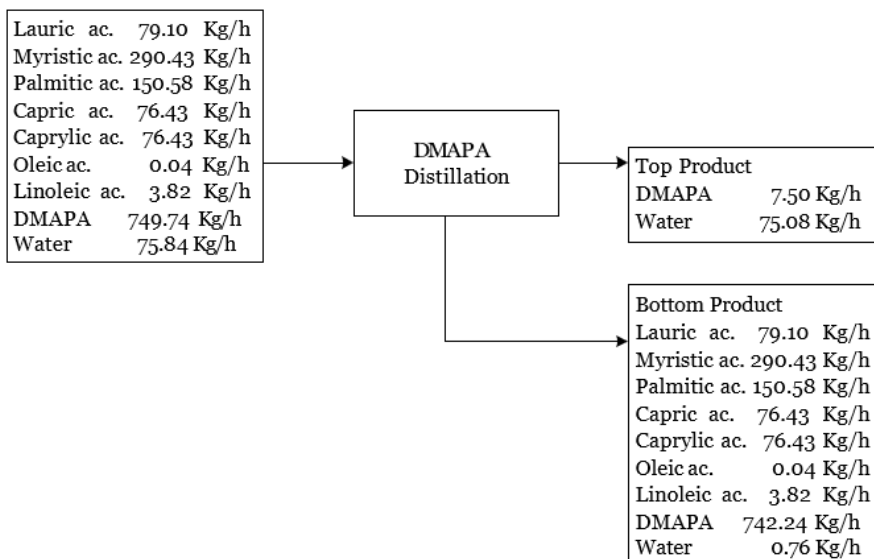 Lauric ac. 79.10 Kg/h
Myristic ac. 290.43 Kg/h
Palmitic ac. 150.58 Kg/h
Capric ac. 76.43 Kg/h
Caprylic ac. 76.43 Kg/h
Oleic ac. 0.04 Kg/h
Linoleic ac. 3.82 Kg/h
DMAPA 749.74 Kg/h
Water 75.84 Kg/h
DMAPA
Distillation
Top Product
DMAPA 7.50 Kg/h
Water 75.08 Kg/h
Bottom Product
Lauric ac. 79.10 Kg/h
Myristic ac. 290.43 Kg/h
Palmitic ac. 150.58 Kg/h
Capric ac. 76.43 Kg/h
Caprylic ac. 76.43 Kg/h
Oleic ac. 0.04 Kg/h
Linoleic ac. 3.82 Kg/h
DMAPA 742.24 Kg/h
Water 0.76 Kg/h